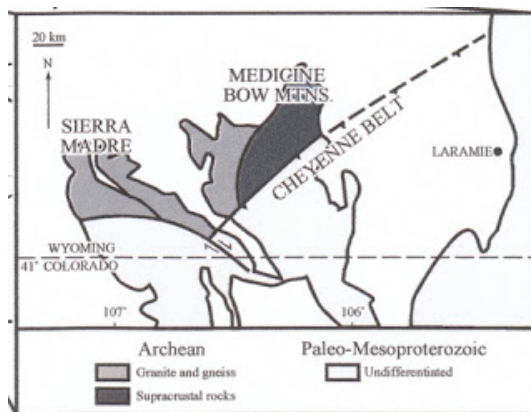 20 km
N
MEDICINE
BOW MTNS.
SIERRA
MADRE
CHEYENNE BELT
LARAMIE
WYOMING
41° COLORADO
107°
106°
Archean
Paleo-Mesoproterozoic
Granite and gneiss
Undifferentiated
Supracrustal rocks